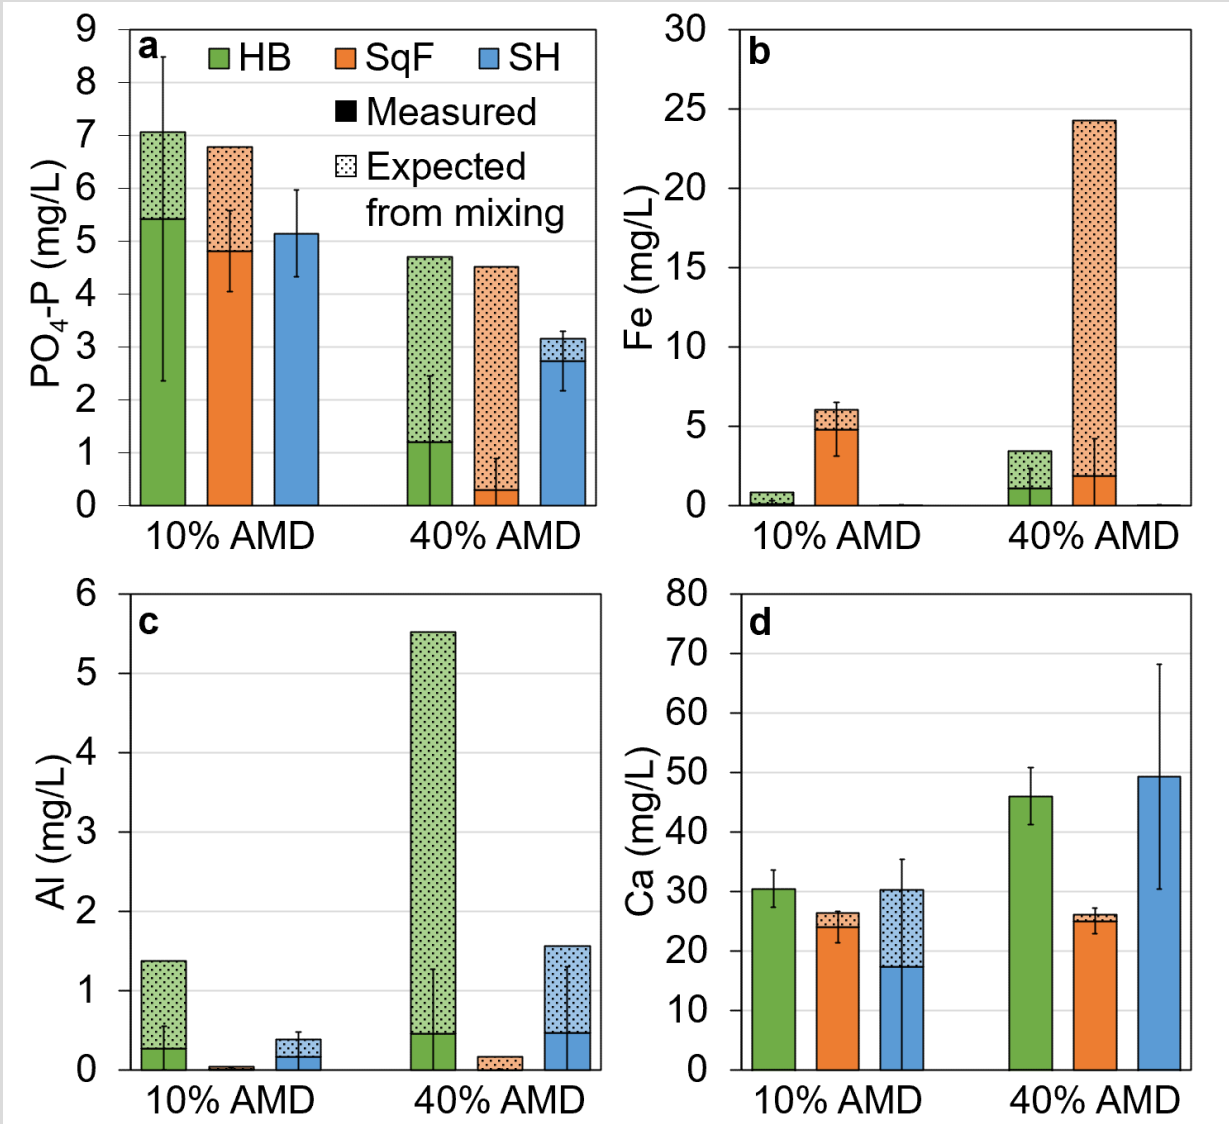 a
HB SqF SH
Measured
Expected
from mixing
PO4-P (mg/L)
9
8
7
6
5
4
3
2
1
0
10% AMD 40% AMD
b
Fe (mg/L)
30
25
20
15
10
5
0
10% AMD 40% AMD
c
Al (mg/L)
6
5
4
3
2
1
0
10% AMD 40% AMD
d
Ca (mg/L)
80
70
60
50
40
30
20
10
0
10% AMD 40% AMD